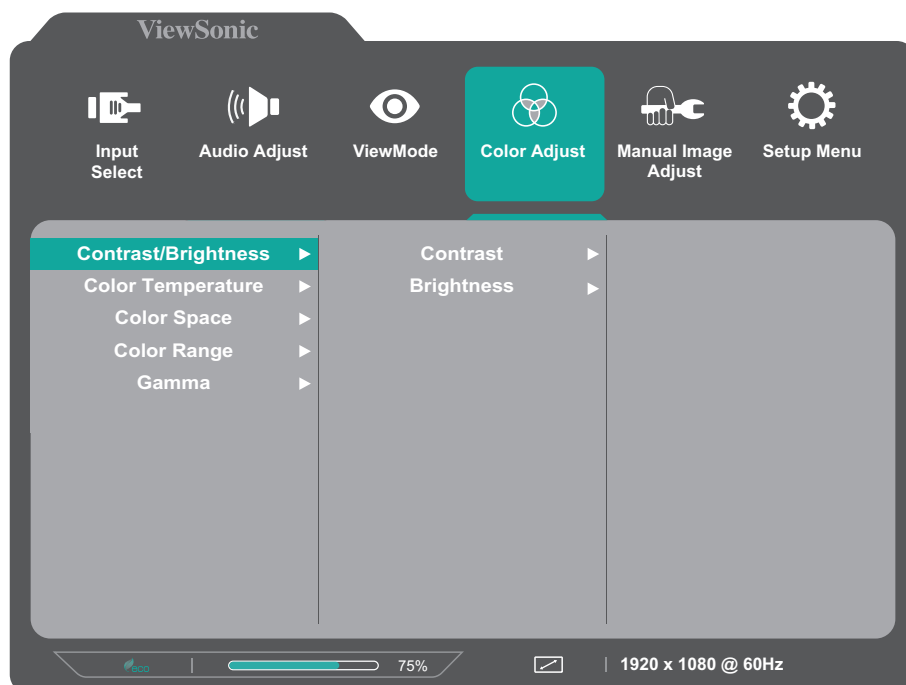 ViewSonic
Input
Select
Audio Adjust
ViewMode
Color Adjust
Manual Image
Adjust
Setup Menu
Contrast/Brightness
Color Temperature
Color Space
Color Range
Gamma
Contrast
Brightness
eco
75%
1920 x 1080 @ 60Hz